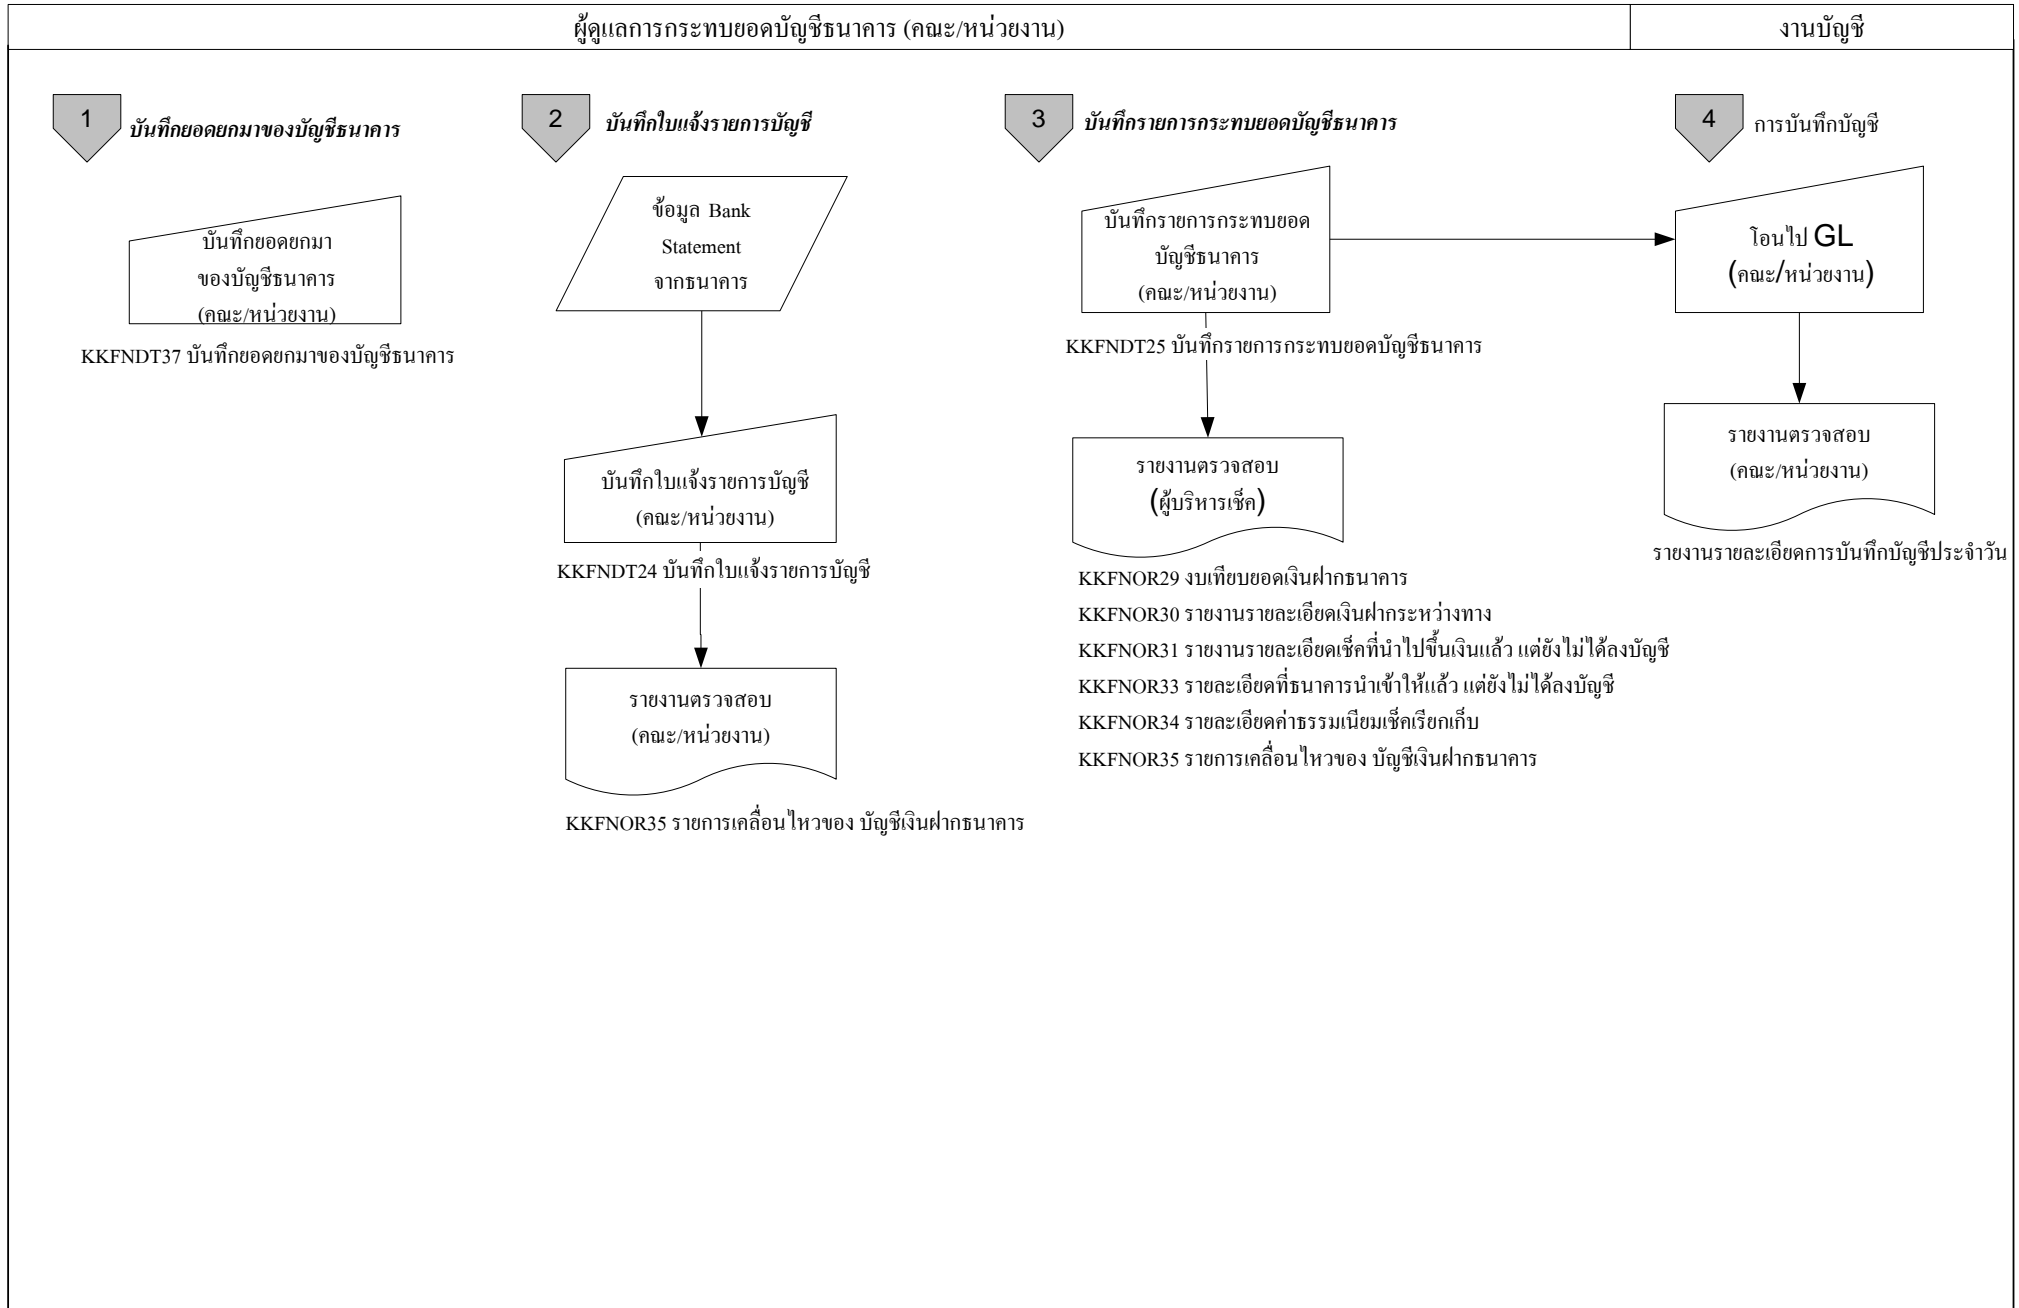 ผู้ดูแลการกระทบยอดบัญชีธนาคาร (คณะ/หน่วยงาน)
งานบัญชี
1
บันทึกยอดยกมาของบัญชีธนาคาร
บันทึกยอดยกมา
ของบัญชีธนาคาร
(คณะ/หน่วยงาน)
KKFNDT37 บันทึกยอดยกมาของบัญชีธนาคาร
2
บันทึกใบแจ้งรายการบัญชี
ข้อมูล Bank
Statement
จากธนาคาร
บันทึกใบแจ้งรายการบัญชี
(คณะ/หน่วยงาน)
KKFNDT24 บันทึกใบแจ้งรายการบัญชี
รายงานตรวจสอบ
(คณะ/หน่วยงาน)
KKFNOR35 รายการเคลื่อนไหวของ บัญชีเงินฝากธนาคาร
3
บันทึกรายการกระทบยอดบัญชีธนาคาร
บันทึกรายการกระทบยอด
บัญชีธนาคาร
(คณะ/หน่วยงาน)
KKFNDT25 บันทึกรายการกระทบยอดบัญชีธนาคาร
รายงานตรวจสอบ
(ผู้บริหารเช็ค)
KKFNOR29 งบเทียบยอดเงินฝากธนาคาร
KKFNOR30 รายงานรายละเอียดเงินฝากระหว่างทาง
KKFNOR31 รายงานรายละเอียดเช็คที่นำไปขึ้นเงินแล้ว แต่ยังไม่ได้ลงบัญชี
KKFNOR33 รายละเอียดที่ธนาคารนำเข้าให้แล้ว แต่ยังไม่ได้ลงบัญชี
KKFNOR34 รายละเอียดค่าธรรมเนียมเช็คเรียกเก็บ
KKFNOR35 รายการเคลื่อนไหวของ บัญชีเงินฝากธนาคาร
4
การบันทึกบัญชี
โอนไป GL
(คณะ/หน่วยงาน)
รายงานตรวจสอบ
(คณะ/หน่วยงาน)
รายงานรายละเอียดการบันทึกบัญชีประจำวัน